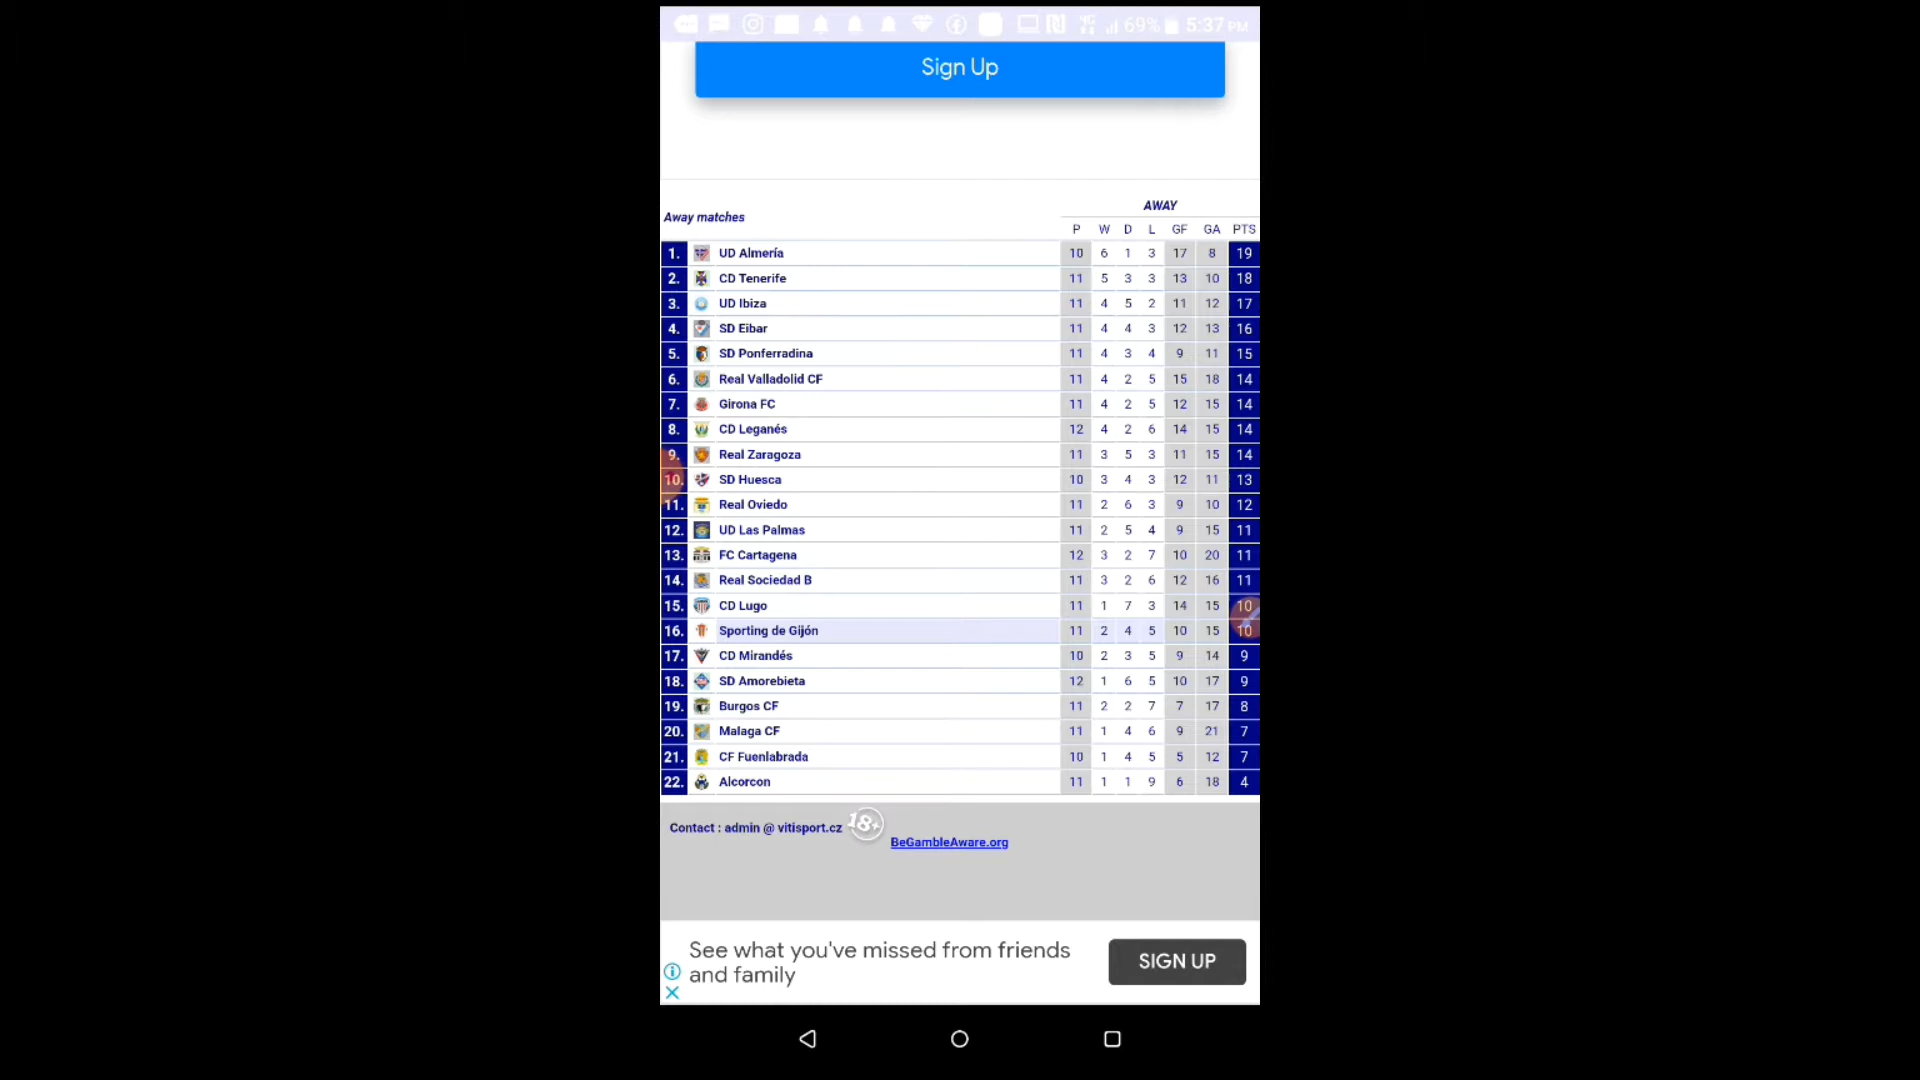 69% 5:37 PM
Sign Up
AWAY
Away matches
P W D L GF GA PTS
1. UD Almería 10 6 1 3 17 8 19
2. CD Tenerife 11 5 3 3 13 10 18
3. UD Ibiza 11 4 5 2 11 12 17
4. SD Eibar 11 4 4 3 12 13 16
5. SD Ponferradina 11 4 3 4 9 11 15
6. Real Valladolid CF 11 4 2 5 15 18 14
7. Girona FC 11 4 2 5 12 15 14
8. CD Leganés 12 4 2 6 14 15 14
9. Real Zaragoza 11 3 5 3 11 15 14
10. SD Huesca 10 3 4 3 12 11 13
11. Real Oviedo 11 2 6 3 9 10 12
12. UD Las Palmas 11 2 5 4 9 15 11
13. FC Cartagena 12 3 2 7 10 20 11
14. Real Sociedad B 11 3 2 6 12 16 11
15. CD Lugo 11 1 7 3 14 15 10
16. Sporting de Gijón 11 2 4 5 10 15 10
17. CD Mirandés 10 2 3 5 9 14 9
18. SD Amorebieta 12 1 6 5 10 17 9
19. Burgos CF 11 2 2 7 7 17 8
20. Malaga CF 11 1 4 6 9 21 7
21. CF Fuenlabrada 10 1 4 5 5 12 7
22. Alcorcon 11 1 1 9 6 18 4
Contact : admin @ vitisport.cz 18+
BeGambleAware.org
See what you've missed from friends
and family
SIGN UP